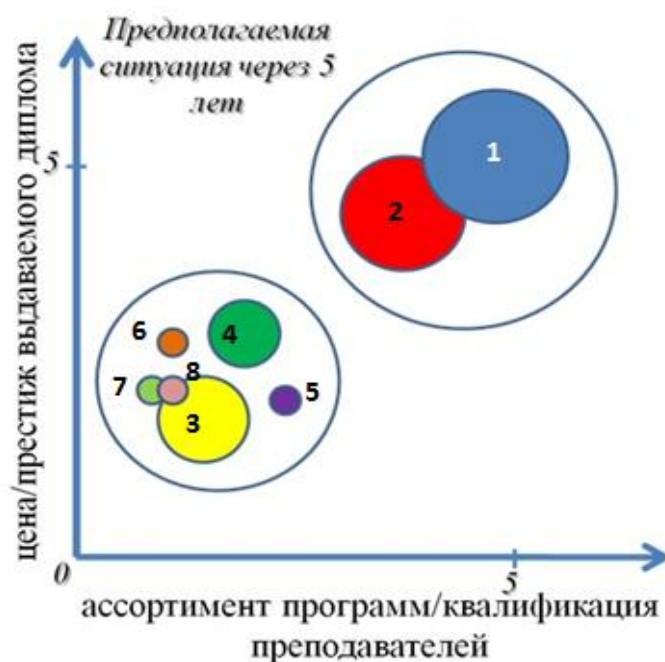 Предполагаемая
ситуация через 5
лет
цена/престиж выдаваемого диплома
5
1
2
6
4
7
8
5
3
0
5
ассортимент программ/квалификация
преподавателей